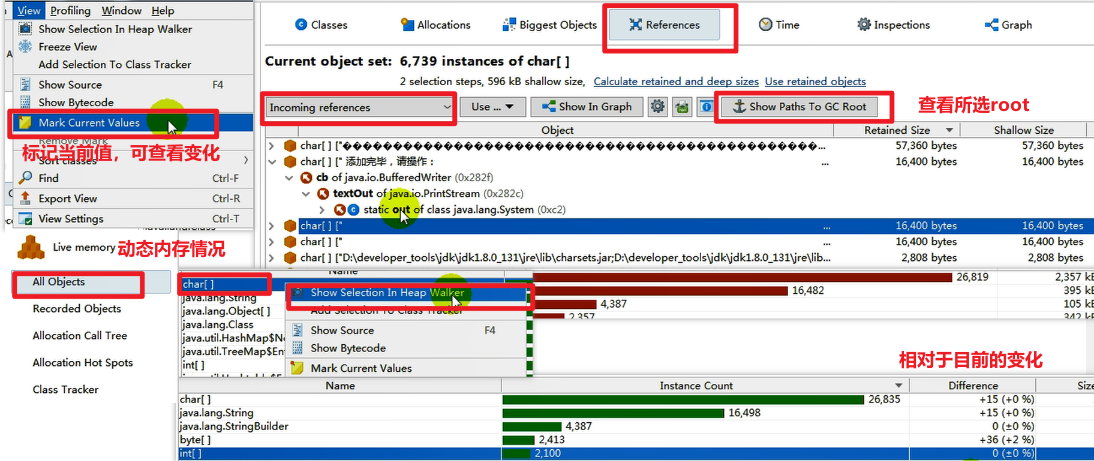 View Profiling Window Help
Show Selection In Heap Walker
Freeze View
Add Selection To Class Tracker
Show Source F4
Show Bytecode
Mark Current Values
Remove Mark
标记当前值，可查看变化
Sort classes
Find Ctrl-F
Export View Ctrl-R
View Settings Ctrl-T
Classes Allocations Biggest Objects References Time Inspections Graph
Current object set: 6,739 instances of char[ ]
2 selection steps, 596 kB shallow size, Calculate retained and deep sizes Use retained objects
Incoming references Use ... Show In Graph Show Paths To GC Root 查看所选root
Object Retained Size Shallow Size
char[ ] ["������������������������������������������������ ... 57,360 bytes 57,360 bytes
char[ ] [" 添加完毕，请操作： ... 16,400 bytes 16,400 bytes
cb of java.io.BufferedWriter (0x282f)
textOut of java.io.PrintStream (0x282c)
static out of class java.lang.System (0xc2)
char[ ] [" ... 16,400 bytes 16,400 bytes
char[ ] [" ... 16,400 bytes 16,400 bytes
char[ ] ["D:\developer_tools\jdk\jdk1.8.0_131\jre\lib\charsets.jar;D:\developer_tools\jdk\jdk1.8.0_131\jre\lib... 2,808 bytes 2,808 bytes
Live memory 动态内存情况
All Objects
Recorded Objects
Allocation Call Tree
Allocation Hot Spots
Class Tracker
Name
char[ ] 26,819 2,357 kB
java.lang.String 16,482 395 kB
java.lang.Object[ ] 4,387 105 kB
java.lang.Class 2,357 342 kB
java.util.HashMap$No
java.util.TreeMap$En
int[ ]
Show Selection In Heap Walker
Add Selection To Class Tracker
Show Source F4
Show Bytecode
Mark Current Values
相对于目前的变化
Name Instance Count Difference Size
char[ ] 26,835 +15 (+0 %)
java.lang.String 16,498 +15 (+0 %)
java.lang.StringBuilder 4,387 0 (±0 %)
byte[ ] 2,413 +36 (+2 %)
int[ ] 2,100 0 (±0 %)